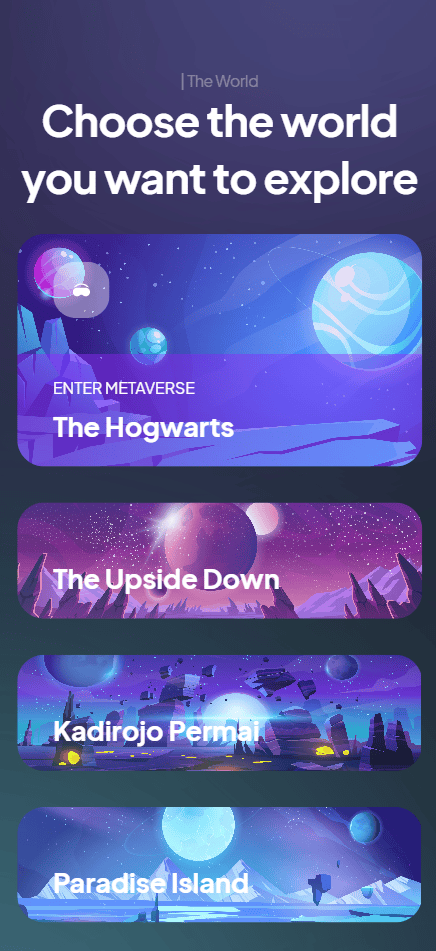 | The World
Choose the world
you want to explore
ENTER METAVERSE
The Hogwarts
The Upside Down
Kadirojo Permai
Paradise Island